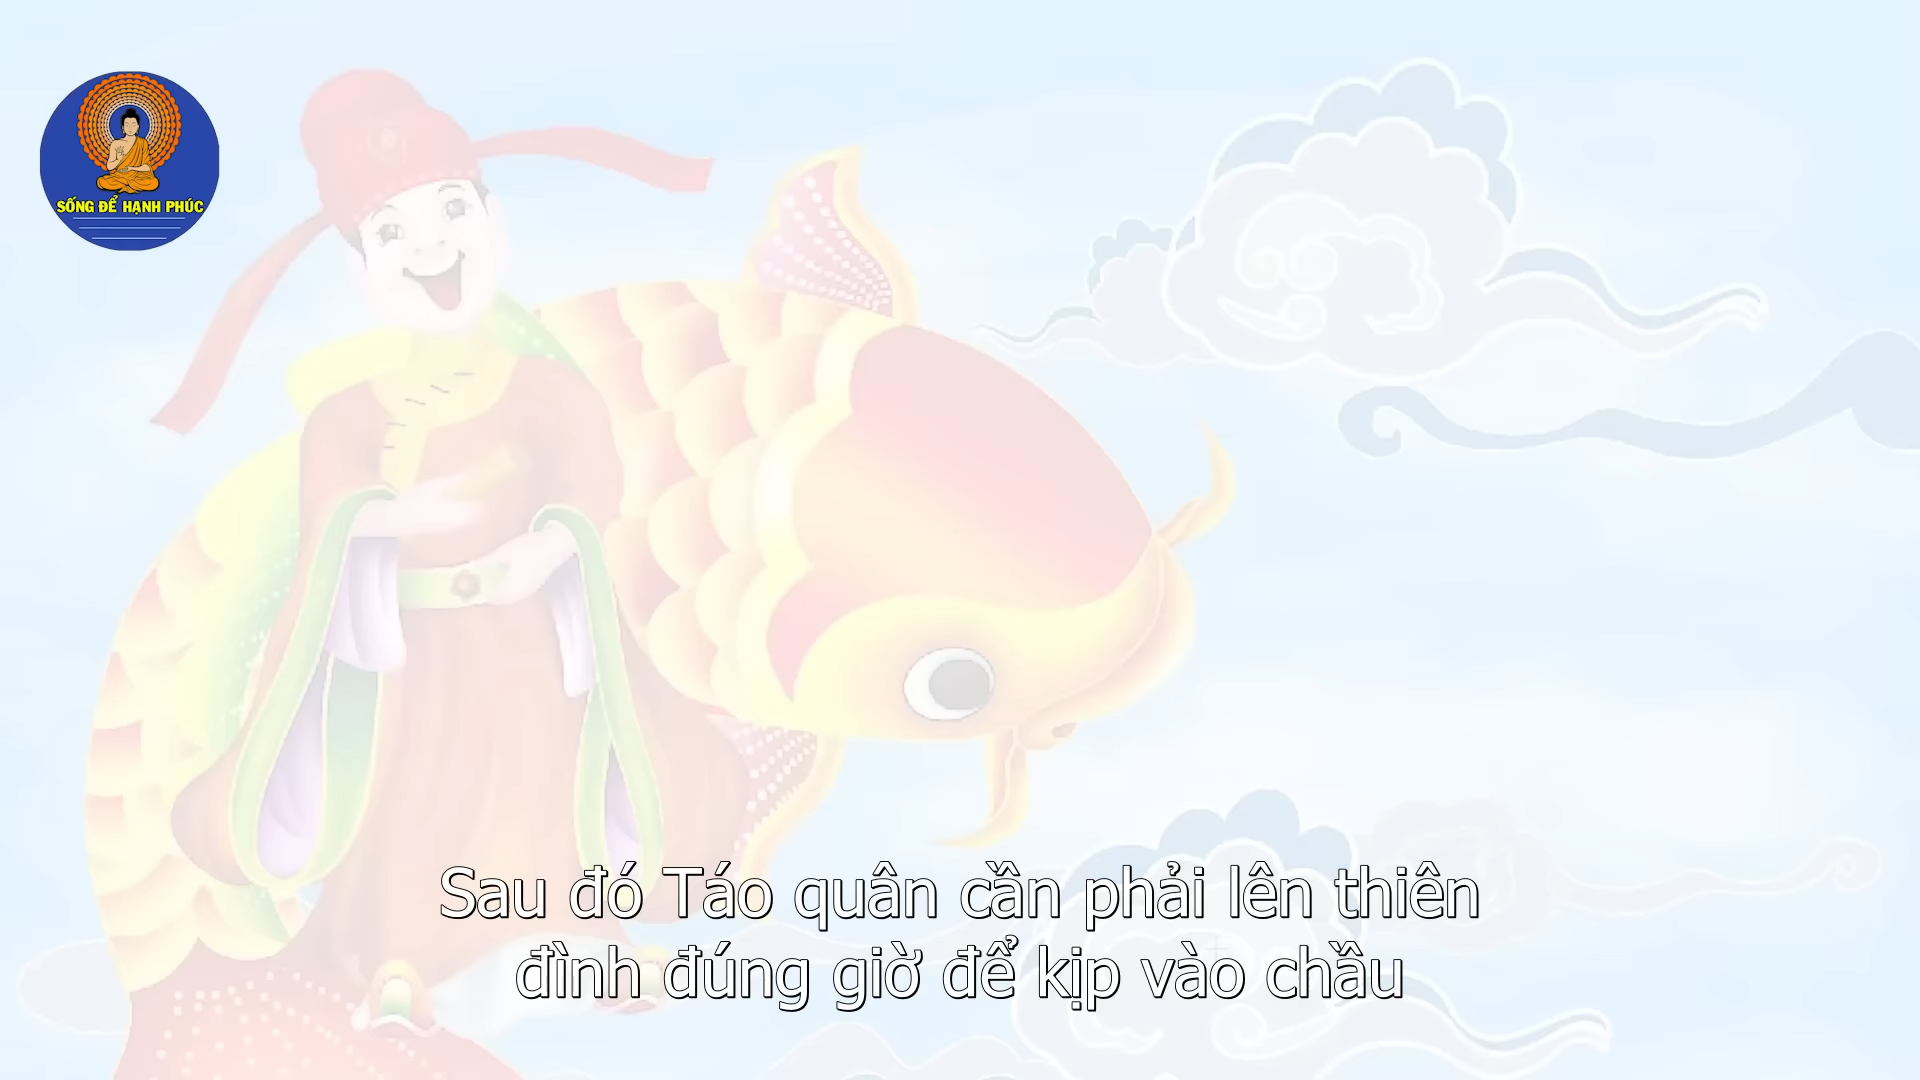 SỐNG ĐỂ HẠNH PHÚC
Sau đó Táo quân cần phải lên thiên
đình đúng giờ để kịp vào chầu